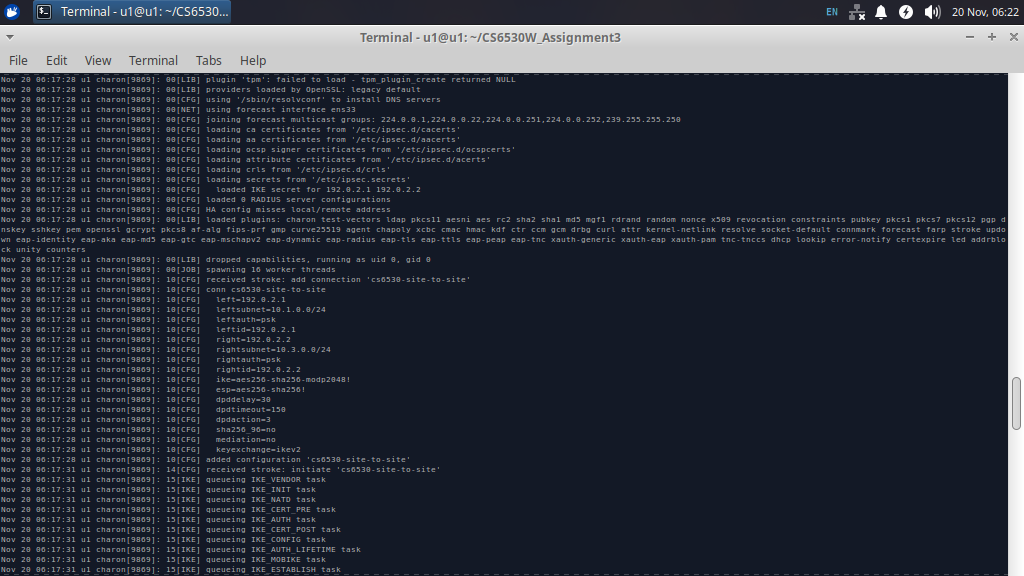 Terminal - u1@u1: ~/CS6530...
EN
20 Nov, 06:22
Terminal - u1@u1: ~/CS6530W_Assignment3
File Edit View Terminal Tabs Help
Nov 20 06:17:28 u1 charon[9869]: 00[LIB] plugin 'tpm': failed to load - tpm_plugin_create returned NULL
Nov 20 06:17:28 u1 charon[9869]: 00[LIB] providers loaded by OpenSSL: legacy default
Nov 20 06:17:28 u1 charon[9869]: 00[CFG] using '/sbin/resolvconf' to install DNS servers
Nov 20 06:17:28 u1 charon[9869]: 00[NET] using forecast interface ens33
Nov 20 06:17:28 u1 charon[9869]: 00[CFG] joining forecast multicast groups: 224.0.0.1,224.0.0.22,224.0.0.251,224.0.0.252,239.255.255.250
Nov 20 06:17:28 u1 charon[9869]: 00[CFG] loading ca certificates from '/etc/ipsec.d/cacerts'
Nov 20 06:17:28 u1 charon[9869]: 00[CFG] loading aa certificates from '/etc/ipsec.d/aacerts'
Nov 20 06:17:28 u1 charon[9869]: 00[CFG] loading ocsp signer certificates from '/etc/ipsec.d/ocspcerts'
Nov 20 06:17:28 u1 charon[9869]: 00[CFG] loading attribute certificates from '/etc/ipsec.d/acerts'
Nov 20 06:17:28 u1 charon[9869]: 00[CFG] loading crls from '/etc/ipsec.d/crls'
Nov 20 06:17:28 u1 charon[9869]: 00[CFG] loading secrets from '/etc/ipsec.secrets'
Nov 20 06:17:28 u1 charon[9869]: 00[CFG]   loaded IKE secret for 192.0.2.1 192.0.2.2
Nov 20 06:17:28 u1 charon[9869]: 00[CFG] loaded 0 RADIUS server configurations
Nov 20 06:17:28 u1 charon[9869]: 00[CFG] HA config misses local/remote address
Nov 20 06:17:28 u1 charon[9869]: 00[LIB] loaded plugins: charon test-vectors ldap pkcs11 aesni aes rc2 sha2 sha1 md5 mgf1 rdrand random nonce x509 revocation constraints pubkey pkcs1 pkcs7 pkcs12 pgp d
nskey sshkey pem openssl gcrypt pkcs8 af-alg fips-prf gmp curve25519 agent chapoly xcbc cmac hmac kdf ctr ccm gcm drbg curl attr kernel-netlink resolve socket-default connmark forecast farp stroke updo
wn eap-identity eap-aka eap-md5 eap-gtc eap-mschapv2 eap-dynamic eap-radius eap-tls eap-ttls eap-peap eap-tnc xauth-generic xauth-eap xauth-pam tnc-tnccs dhcp lookip error-notify certexpire led addrblo
ck unity counters
Nov 20 06:17:28 u1 charon[9869]: 00[LIB] dropped capabilities, running as uid 0, gid 0
Nov 20 06:17:28 u1 charon[9869]: 00[JOB] spawning 16 worker threads
Nov 20 06:17:28 u1 charon[9869]: 10[CFG] received stroke: add connection 'cs6530-site-to-site'
Nov 20 06:17:28 u1 charon[9869]: 10[CFG] conn cs6530-site-to-site
Nov 20 06:17:28 u1 charon[9869]: 10[CFG]   left=192.0.2.1
Nov 20 06:17:28 u1 charon[9869]: 10[CFG]   leftsubnet=10.1.0.0/24
Nov 20 06:17:28 u1 charon[9869]: 10[CFG]   leftauth=psk
Nov 20 06:17:28 u1 charon[9869]: 10[CFG]   leftid=192.0.2.1
Nov 20 06:17:28 u1 charon[9869]: 10[CFG]   right=192.0.2.2
Nov 20 06:17:28 u1 charon[9869]: 10[CFG]   rightsubnet=10.3.0.0/24
Nov 20 06:17:28 u1 charon[9869]: 10[CFG]   rightauth=psk
Nov 20 06:17:28 u1 charon[9869]: 10[CFG]   rightid=192.0.2.2
Nov 20 06:17:28 u1 charon[9869]: 10[CFG]   ike=aes256-sha256-modp2048!
Nov 20 06:17:28 u1 charon[9869]: 10[CFG]   esp=aes256-sha256!
Nov 20 06:17:28 u1 charon[9869]: 10[CFG]   dpddelay=30
Nov 20 06:17:28 u1 charon[9869]: 10[CFG]   dpdtimeout=150
Nov 20 06:17:28 u1 charon[9869]: 10[CFG]   dpdaction=3
Nov 20 06:17:28 u1 charon[9869]: 10[CFG]   sha256_96=no
Nov 20 06:17:28 u1 charon[9869]: 10[CFG]   mediation=no
Nov 20 06:17:28 u1 charon[9869]: 10[CFG]   keyexchange=ikev2
Nov 20 06:17:28 u1 charon[9869]: 10[CFG] added configuration 'cs6530-site-to-site'
Nov 20 06:17:31 u1 charon[9869]: 14[CFG] received stroke: initiate 'cs6530-site-to-site'
Nov 20 06:17:31 u1 charon[9869]: 15[IKE] queueing IKE_VENDOR task
Nov 20 06:17:31 u1 charon[9869]: 15[IKE] queueing IKE_INIT task
Nov 20 06:17:31 u1 charon[9869]: 15[IKE] queueing IKE_NATD task
Nov 20 06:17:31 u1 charon[9869]: 15[IKE] queueing IKE_CERT_PRE task
Nov 20 06:17:31 u1 charon[9869]: 15[IKE] queueing IKE_AUTH task
Nov 20 06:17:31 u1 charon[9869]: 15[IKE] queueing IKE_CERT_POST task
Nov 20 06:17:31 u1 charon[9869]: 15[IKE] queueing IKE_CONFIG task
Nov 20 06:17:31 u1 charon[9869]: 15[IKE] queueing IKE_AUTH_LIFETIME task
Nov 20 06:17:31 u1 charon[9869]: 15[IKE] queueing IKE_MOBIKE task
Nov 20 06:17:31 u1 charon[9869]: 15[IKE] queueing IKE_ESTABLISH task